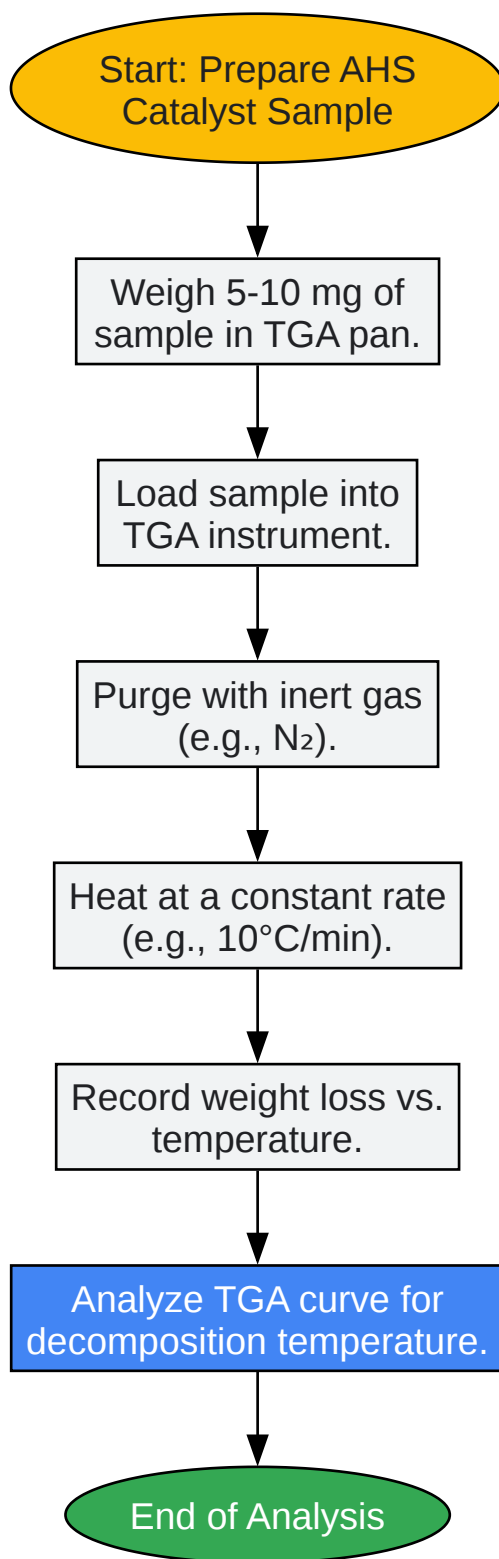 Start: Prepare AHS
Catalyst Sample
Weigh 5-10 mg of
sample in TGA pan.
Load sample into
TGA instrument.
Purge with inert gas
(e.g., N₂).
Heat at a constant rate
(e.g., 10°C/min).
Record weight loss vs.
temperature.
Analyze TGA curve for
decomposition temperature.
End of Analysis